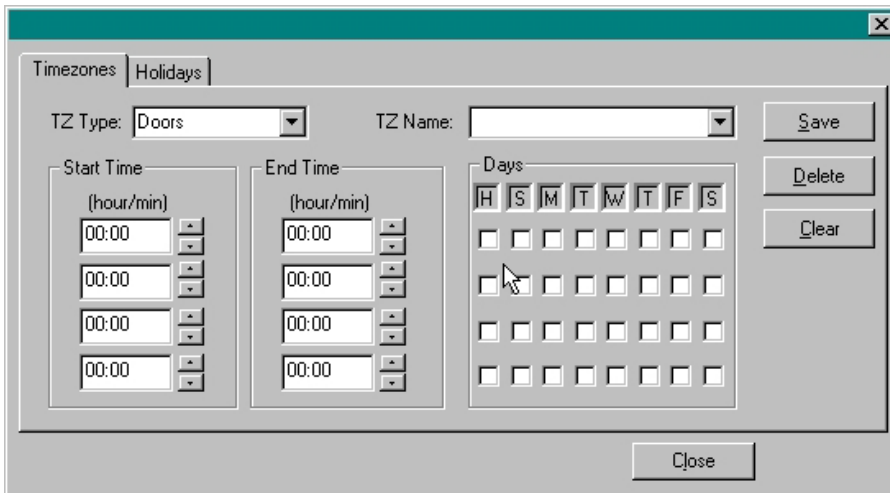 Timezones Holidays
TZ Type: Doors TZ Name: Save
Start Time End Time Days Delete
(hour/min) (hour/min) H S M T W T F S
00:00 00:00 Clear
00:00 00:00
00:00 00:00
00:00 00:00
Close